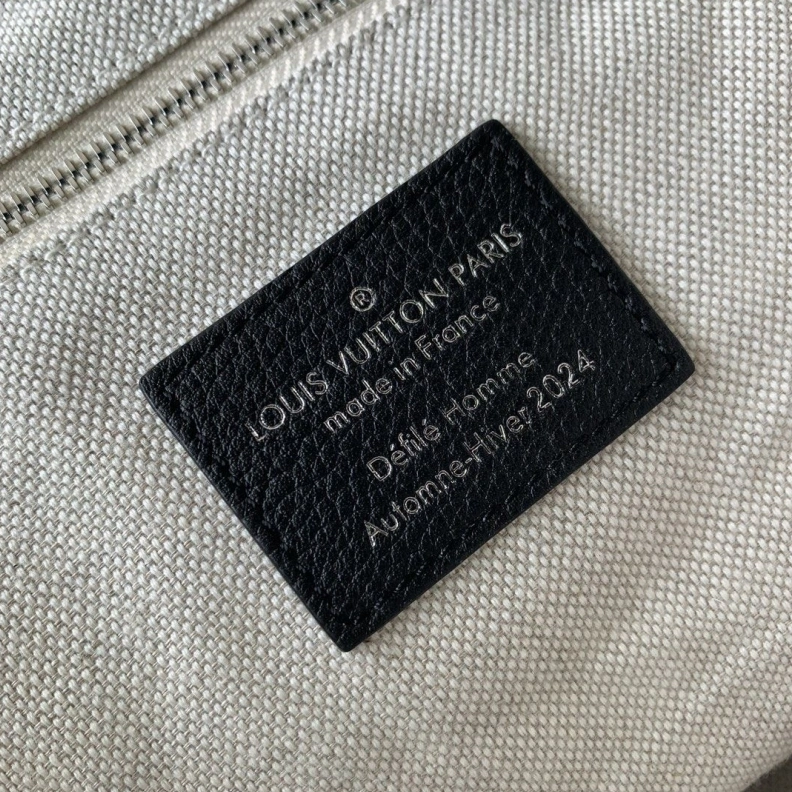 ®
LOUIS VUITTON PARIS
made in France
Défilé Homme
Automne-Hiver 2024